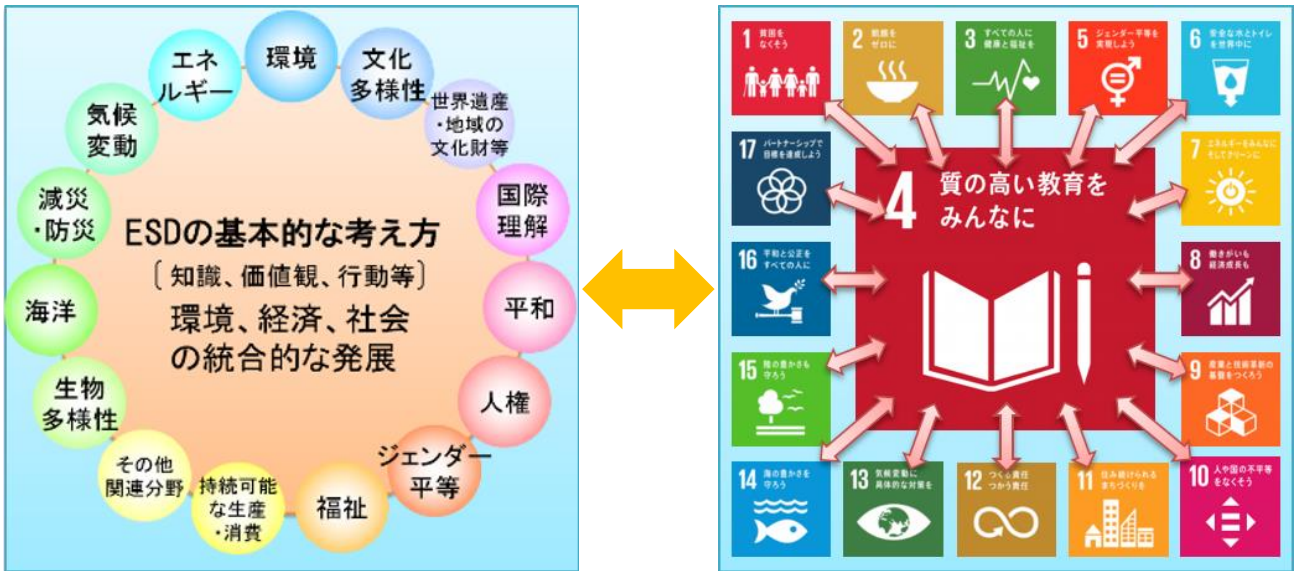 環境
文化
多様性
世界遺産
・地域の
文化財等
国際
理解
平和
人権
ジェンダー
平等
福祉
持続可能
な生産
・消費
その他
関連分野
生物
多様性
海洋
減災
・防災
気候
変動
エネ
ルギー
ESDの基本的な考え方
[知識、価値観、行動等]
環境、経済、社会
の統合的な発展
1 貧困を
なくそう
2 飢餓を
ゼロに
3 すべての人に
健康と福祉を
5 ジェンダー平等を
実現しよう
6 安全な水とトイレ
を世界中に
17 パートナーシップで
目標を達成しよう
4 質の高い教育を
みんなに
7 エネルギーをみんなに
そしてクリーンに
16 平和と公正を
すべての人に
8 働きがいも
経済成長も
15 陸の豊かさも
守ろう
9 産業と技術革新の
基盤をつくろう
14 海の豊かさを
守ろう
13 気候変動に
具体的な対策を
12 つくる責任
つかう責任
11 住み続けられる
まちづくりを
10 人や国の不平等
をなくそう